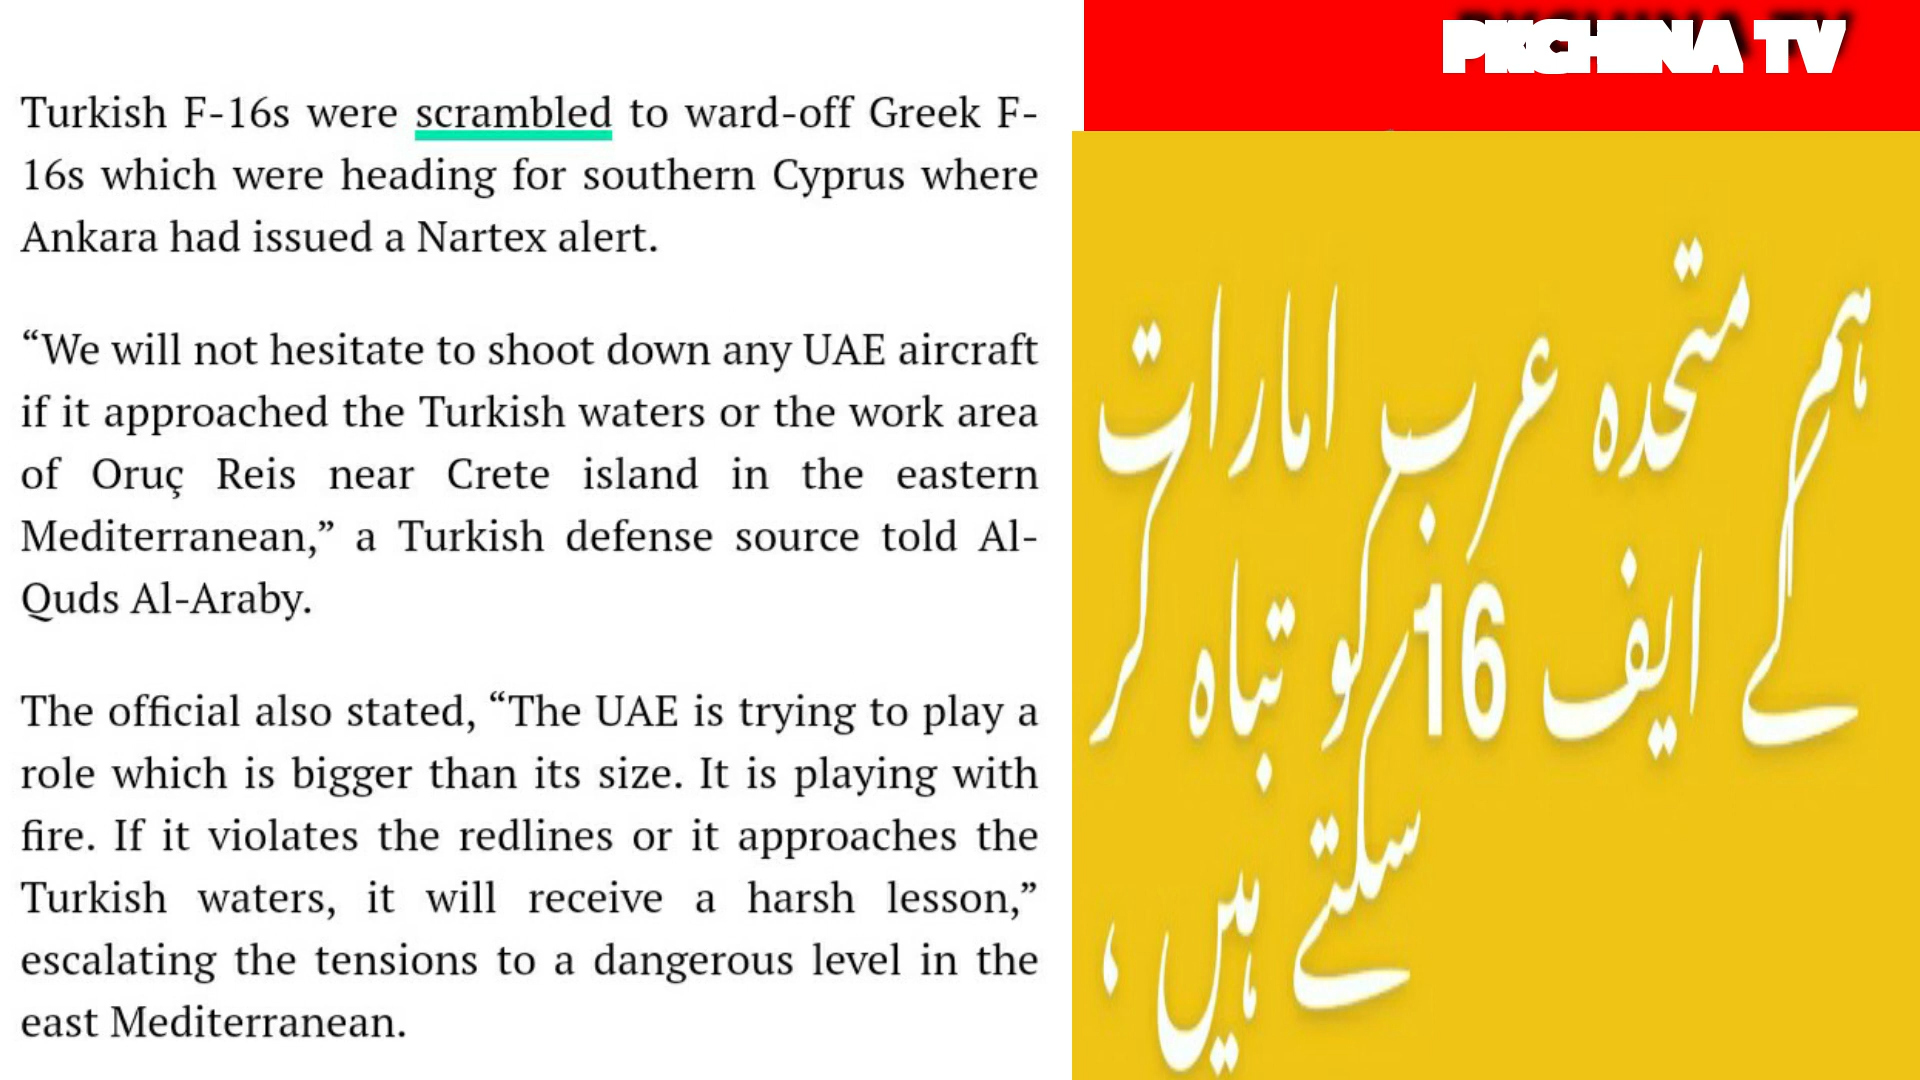 Turkish F-16s were scrambled to ward-off Greek F-
16s which were heading for southern Cyprus where
Ankara had issued a Nartex alert.
“We will not hesitate to shoot down any UAE aircraft
if it approached the Turkish waters or the work area
of Oruç Reis near Crete island in the eastern
Mediterranean,” a Turkish defense source told Al-
Quds Al-Araby.
The official also stated, “The UAE is trying to play a
role which is bigger than its size. It is playing with
fire. If it violates the redlines or it approaches the
Turkish waters, it will receive a harsh lesson,”
escalating the tensions to a dangerous level in the
east Mediterranean.
PKCHINA TV
ہم متحدہ عرب امارات
کے ایف 16 کو تباہ کر
سکتے ہیں ،